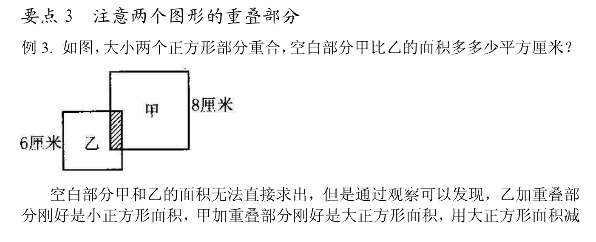 要点 3 注意两个图形的重叠部分
例 3. 如图,大小两个正方形部分重合,空白部分甲比乙的面积多多少平方厘米?
甲
8厘米
6厘米
乙
空白部分甲和乙的面积无法直接求出，但是通过观察可以发现，乙加重叠部
分刚好是小正方形面积，甲加重叠部分刚好是大正方形面积，用大正方形面积减